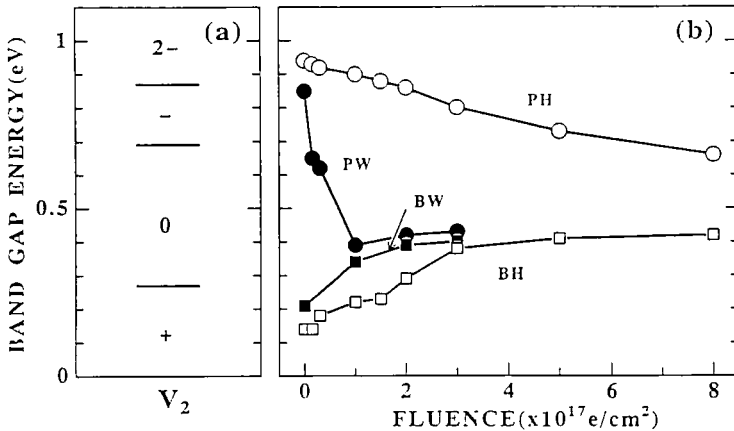 BAND GAP ENERGY(eV)
1
0.5
0
(a)
2-
-
0
+
V2
(b)
PH
PW
BW
BH
0 2 4 6 8
FLUENCE(x10^17 e/cm^2)